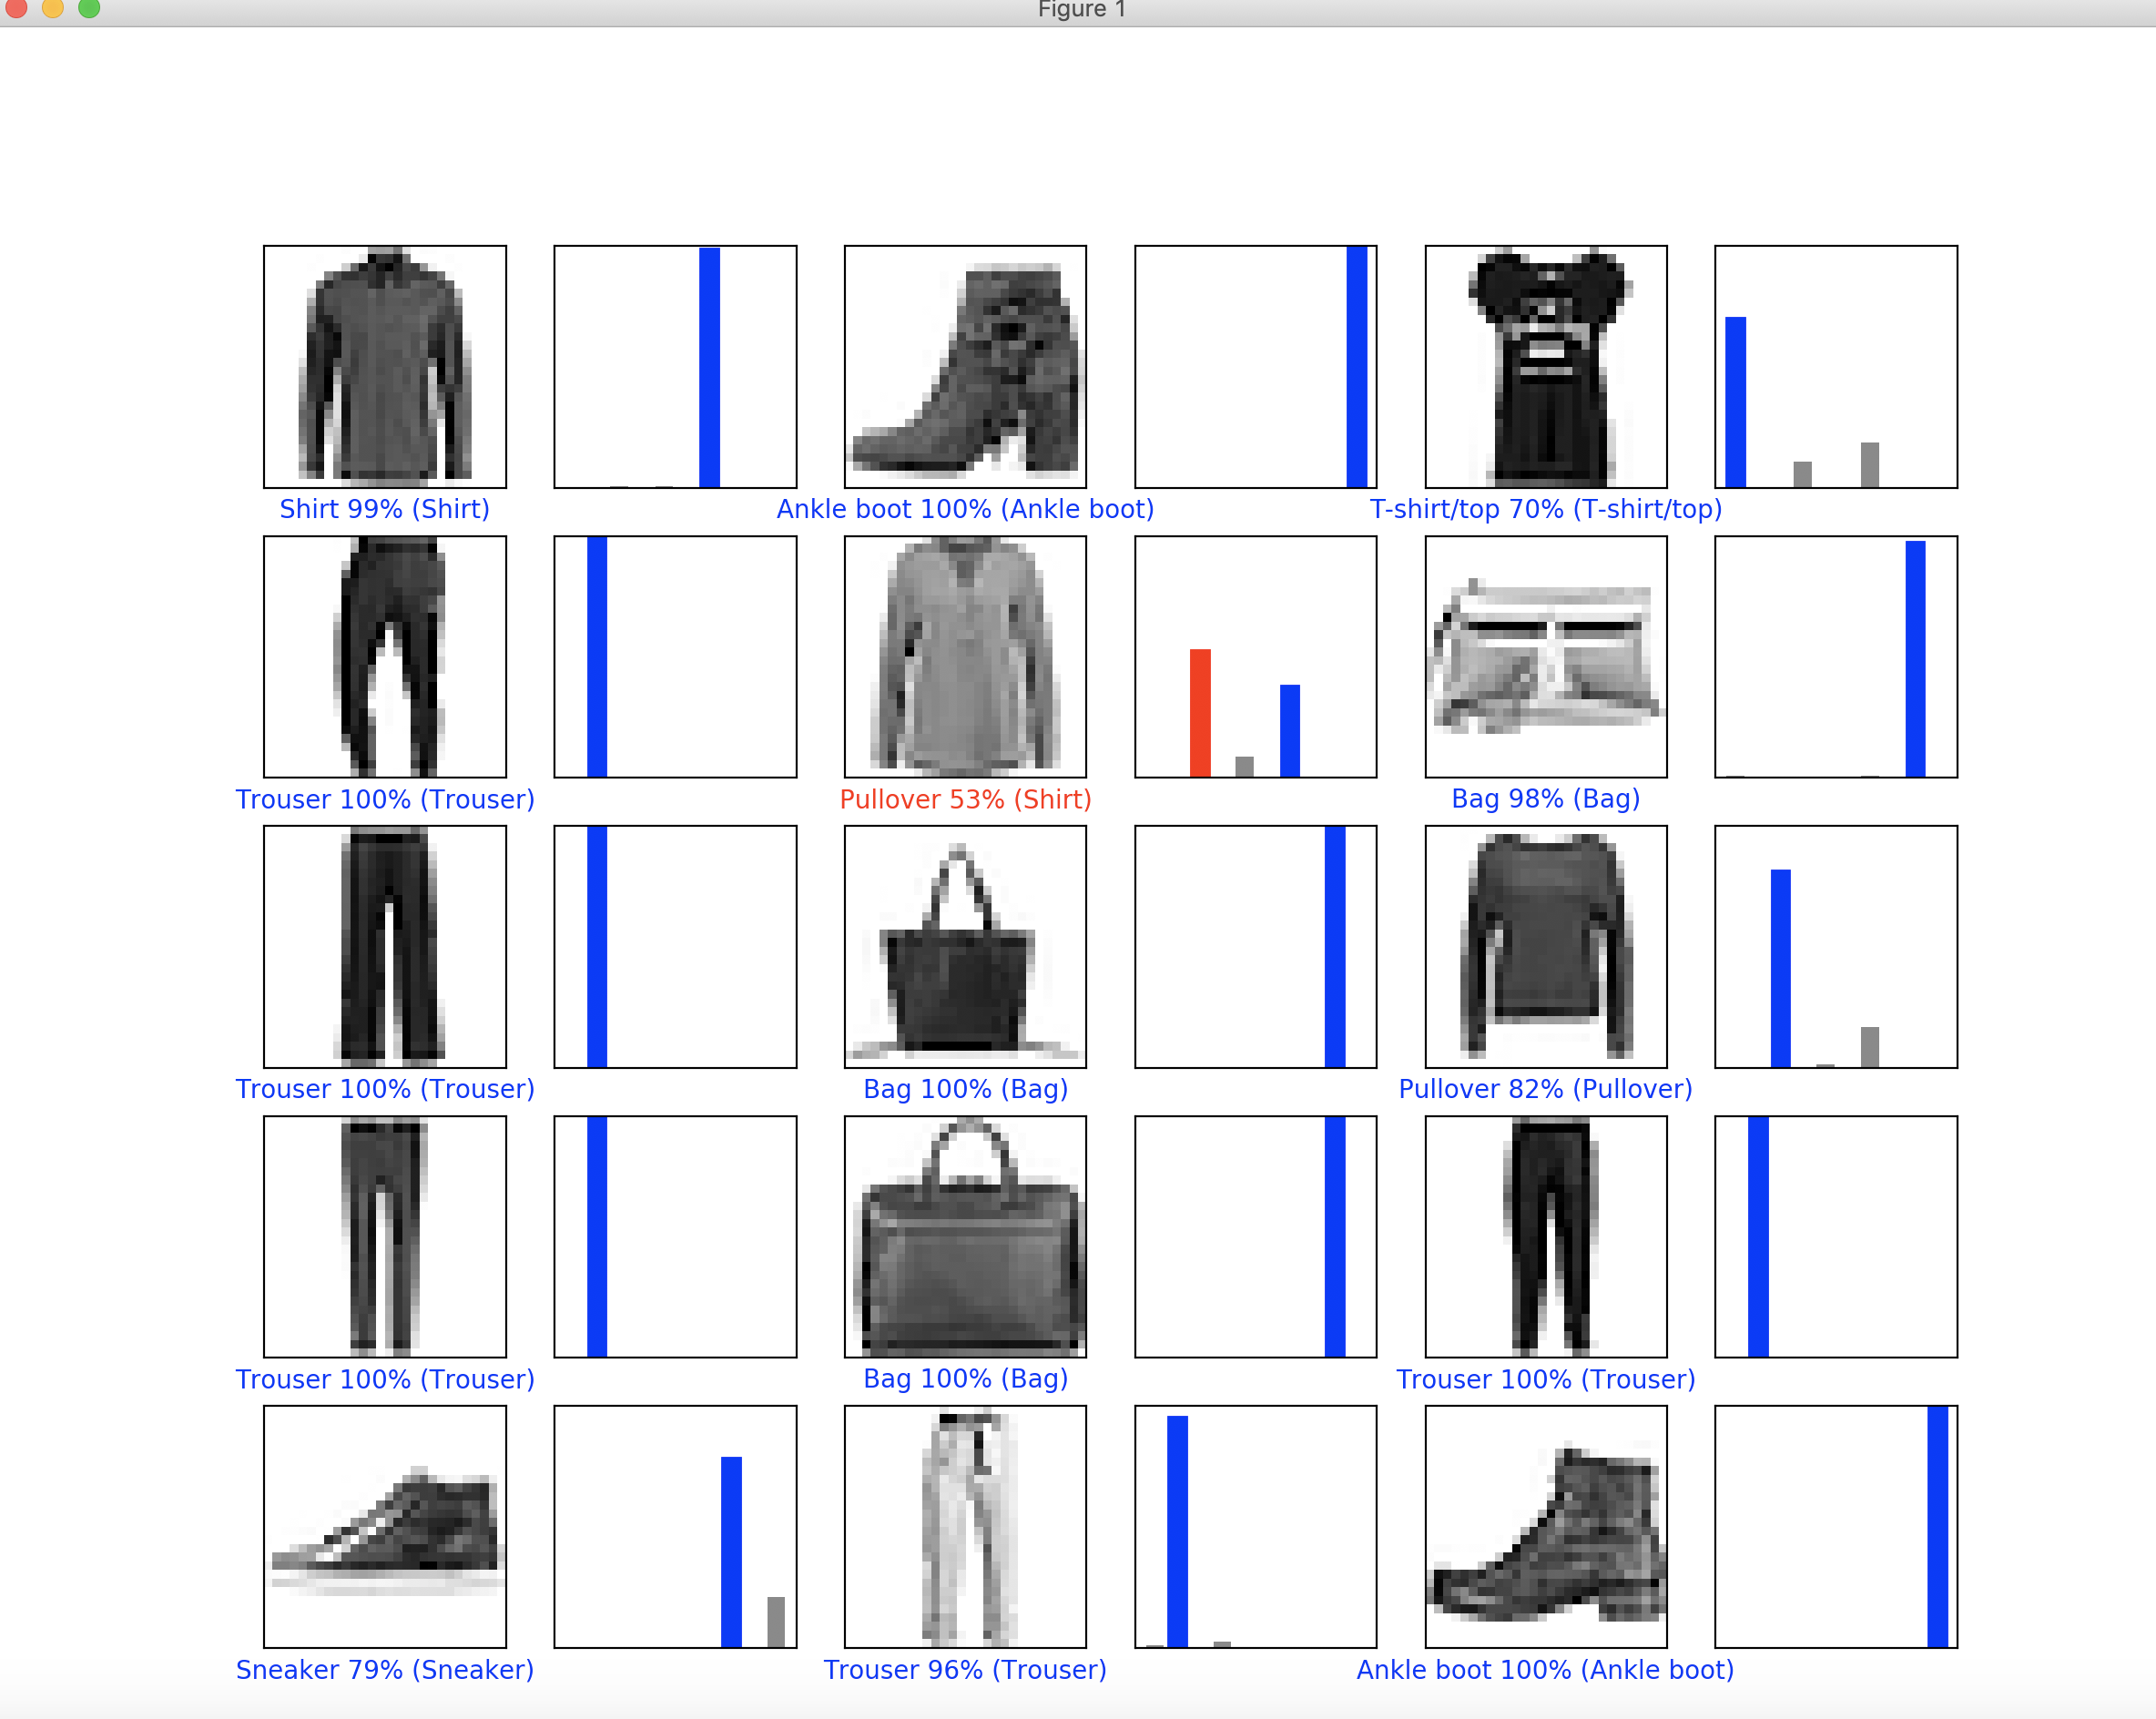 Figure 1
Shirt 99% (Shirt)
Ankle boot 100% (Ankle boot)
T-shirt/top 70% (T-shirt/top)
Trouser 100% (Trouser)
Pullover 53% (Shirt)
Bag 98% (Bag)
Trouser 100% (Trouser)
Bag 100% (Bag)
Pullover 82% (Pullover)
Trouser 100% (Trouser)
Bag 100% (Bag)
Trouser 100% (Trouser)
Sneaker 79% (Sneaker)
Trouser 96% (Trouser)
Ankle boot 100% (Ankle boot)